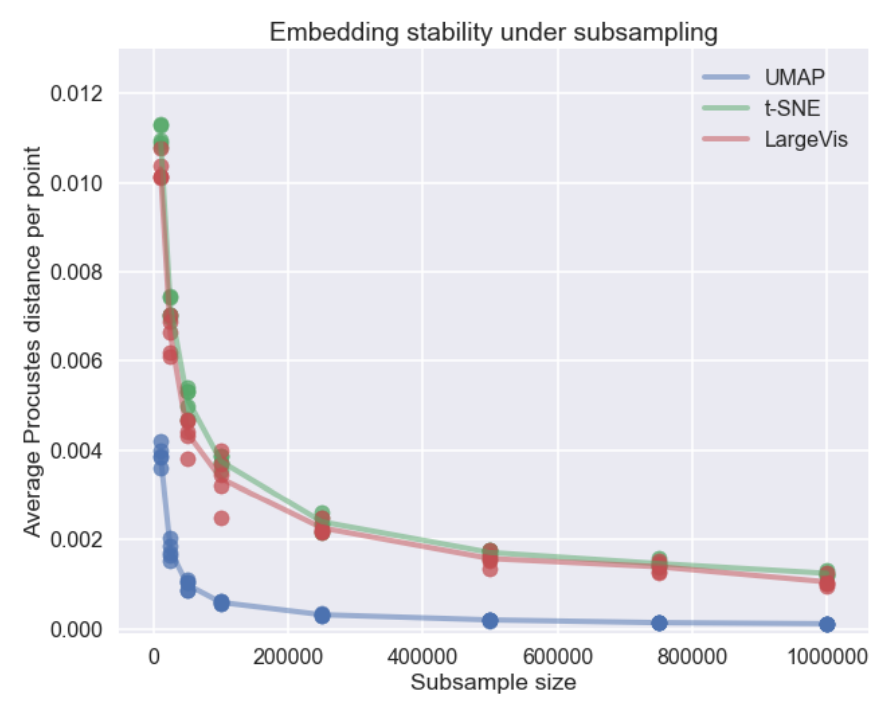 Embedding stability under subsampling
UMAP
t-SNE
LargeVis
Average Procustes distance per point
0.012
0.010
0.008
0.006
0.004
0.002
0.000
0 200000 400000 600000 800000 1000000
Subsample size